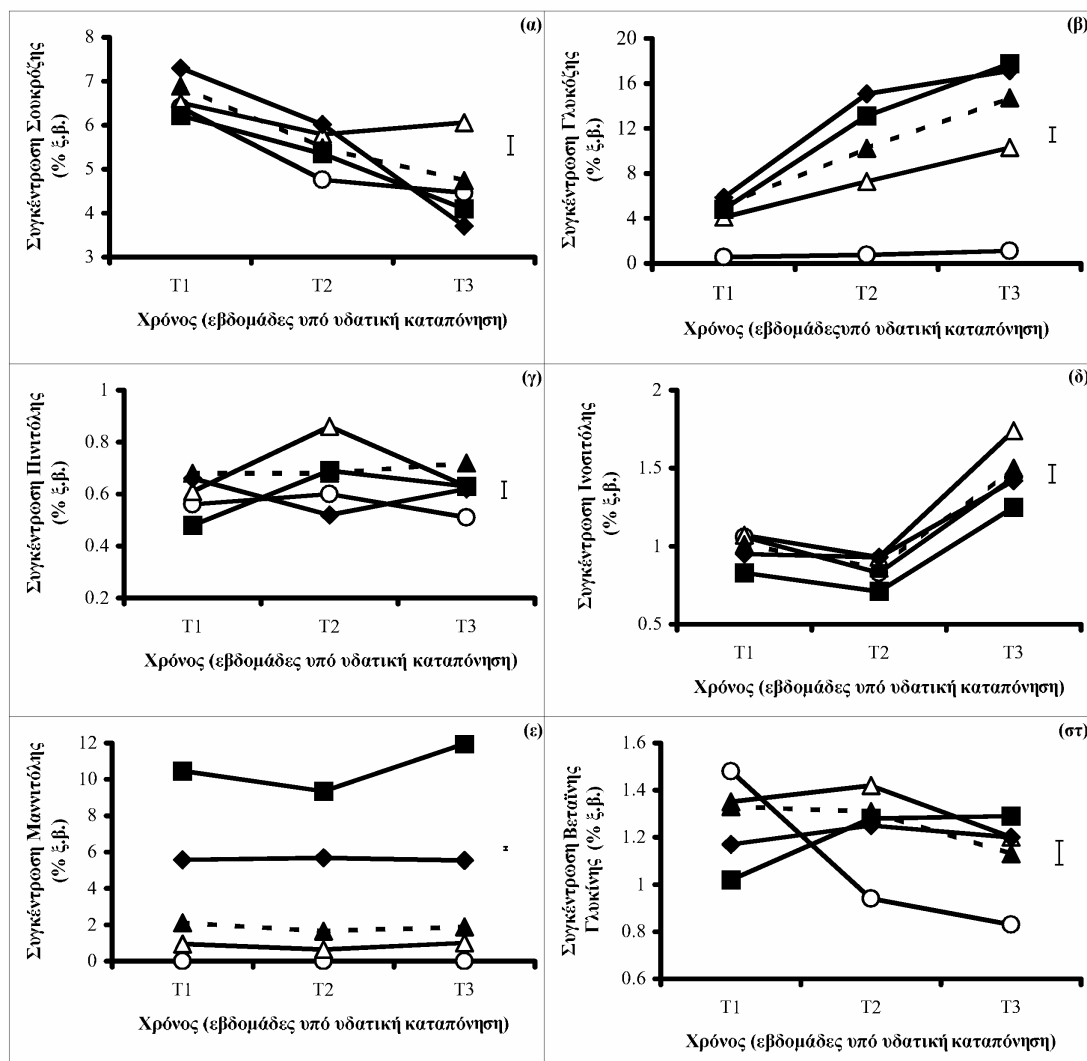 (α)
Συγκέντρωση Σουκρόζης
(% ξ.β.)
8
7
6
5
4
3
T1 T2 T3
Χρόνος (εβδομάδες υπό υδατική καταπόνηση)
(β)
Συγκέντρωση Γλυκόζης
(% ξ.β.)
20
16
12
8
4
0
T1 T2 T3
Χρόνος (εβδομάδεςυπό υδατική καταπόνηση)
(γ)
Συγκέντρωση Πινιτόλης
(% ξ.β.)
1
0.8
0.6
0.4
0.2
T1 T2 T3
Χρόνος (εβδομάδες υπό υδατική καταπόνηση)
(δ)
Συγκέντρωση Ινοσιτόλης
(% ξ.β.)
2
1.5
1
0.5
T1 T2 T3
Χρόνος (εβδομάδες υπό υδατική καταπόνηση)
(ε)
Συγκέντρωση Μαννιτόλης
(% ξ.β.)
12
10
8
6
4
2
0
T1 T2 T3
Χρόνος (εβδομάδες υπό υδατική καταπόνηση)
(στ)
Συγκέντρωση Βεταΐνης
Γλυκίνης (% ξ.β.)
1.6
1.4
1.2
1
0.8
0.6
T1 T2 T3
Χρόνος (εβδομάδες υπό υδατική καταπόνηση)